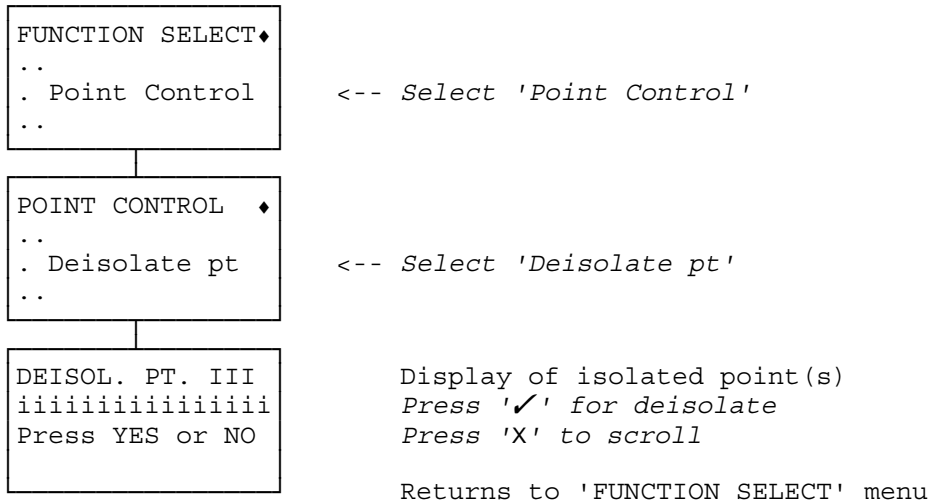 FUNCTION SELECT♦
..
. Point Control <-- Select 'Point Control'
..
POINT CONTROL ♦
..
. Deisolate pt <-- Select 'Deisolate pt'
..
DEISOL. PT. III Display of isolated point(s)
iiiiiiiiiiiiiiii Press '✓' for deisolate
Press YES or NO Press 'X' to scroll
Returns to 'FUNCTION SELECT' menu